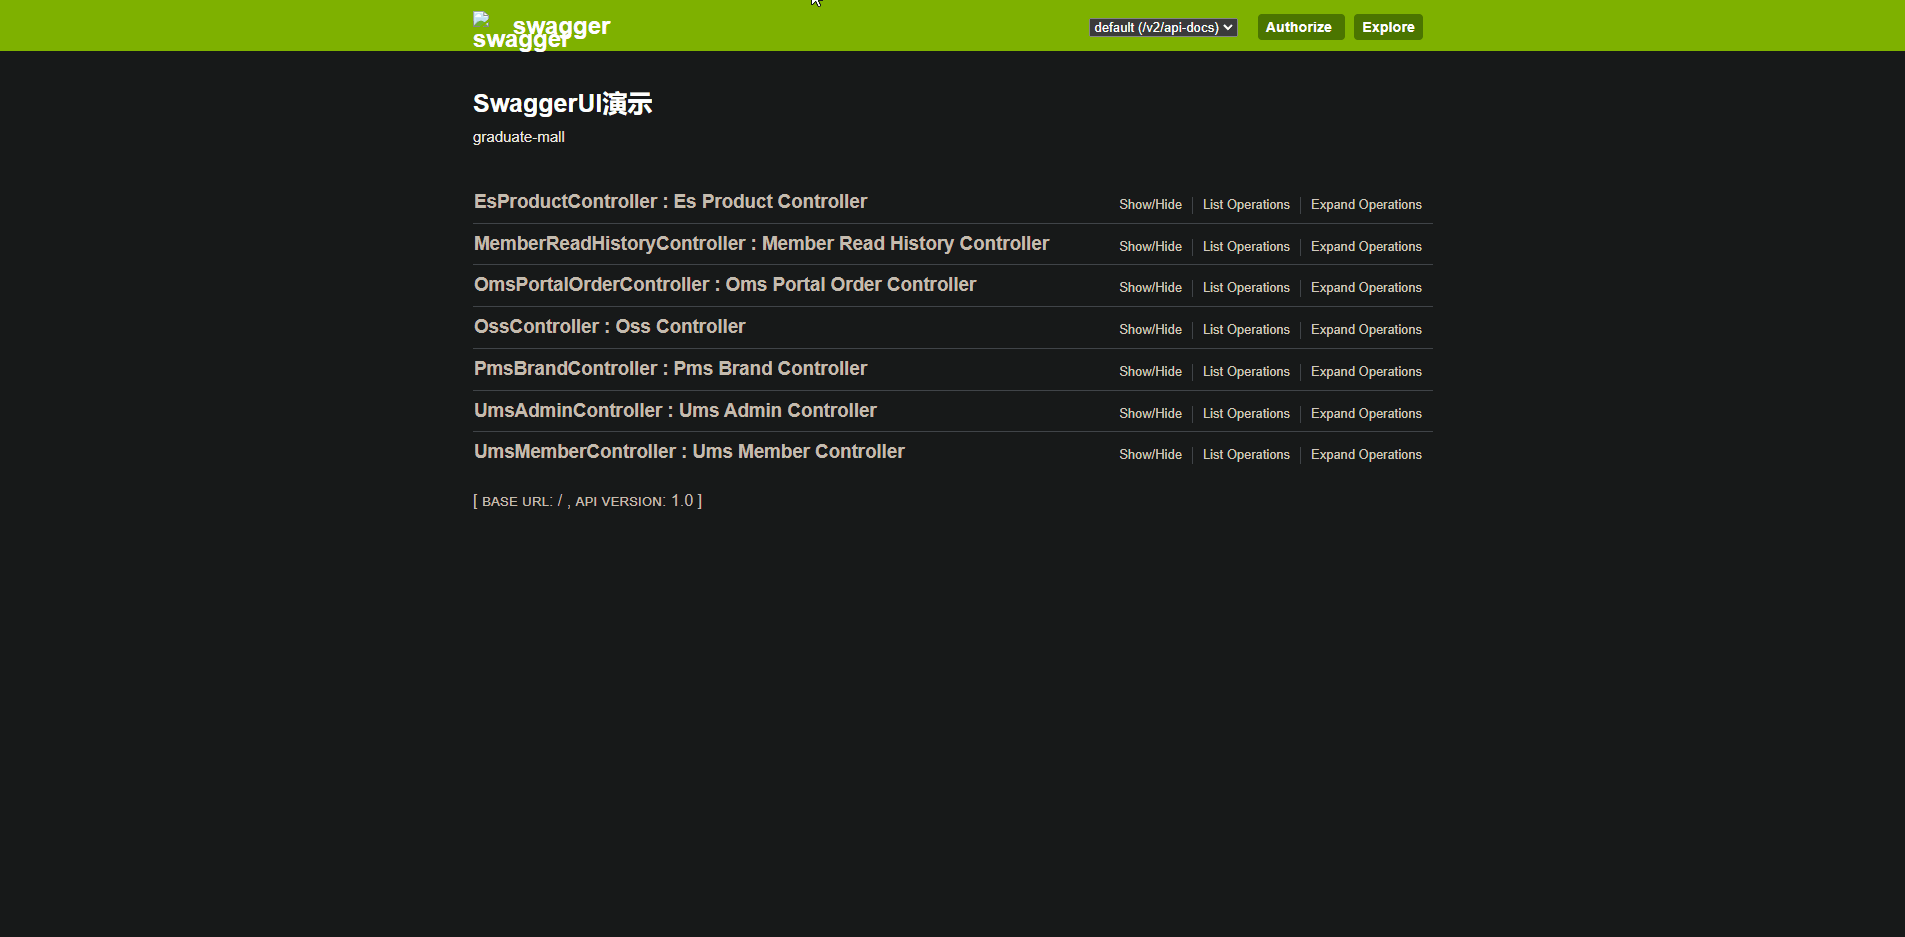 swagger
swagger
default (/v2/api-docs)
Authorize
Explore
SwaggerUI演示
graduate-mall
EsProductController : Es Product Controller
Show/Hide
List Operations
Expand Operations
MemberReadHistoryController : Member Read History Controller
Show/Hide
List Operations
Expand Operations
OmsPortalOrderController : Oms Portal Order Controller
Show/Hide
List Operations
Expand Operations
OssController : Oss Controller
Show/Hide
List Operations
Expand Operations
PmsBrandController : Pms Brand Controller
Show/Hide
List Operations
Expand Operations
UmsAdminController : Ums Admin Controller
Show/Hide
List Operations
Expand Operations
UmsMemberController : Ums Member Controller
Show/Hide
List Operations
Expand Operations
[ BASE URL: / , API VERSION: 1.0 ]